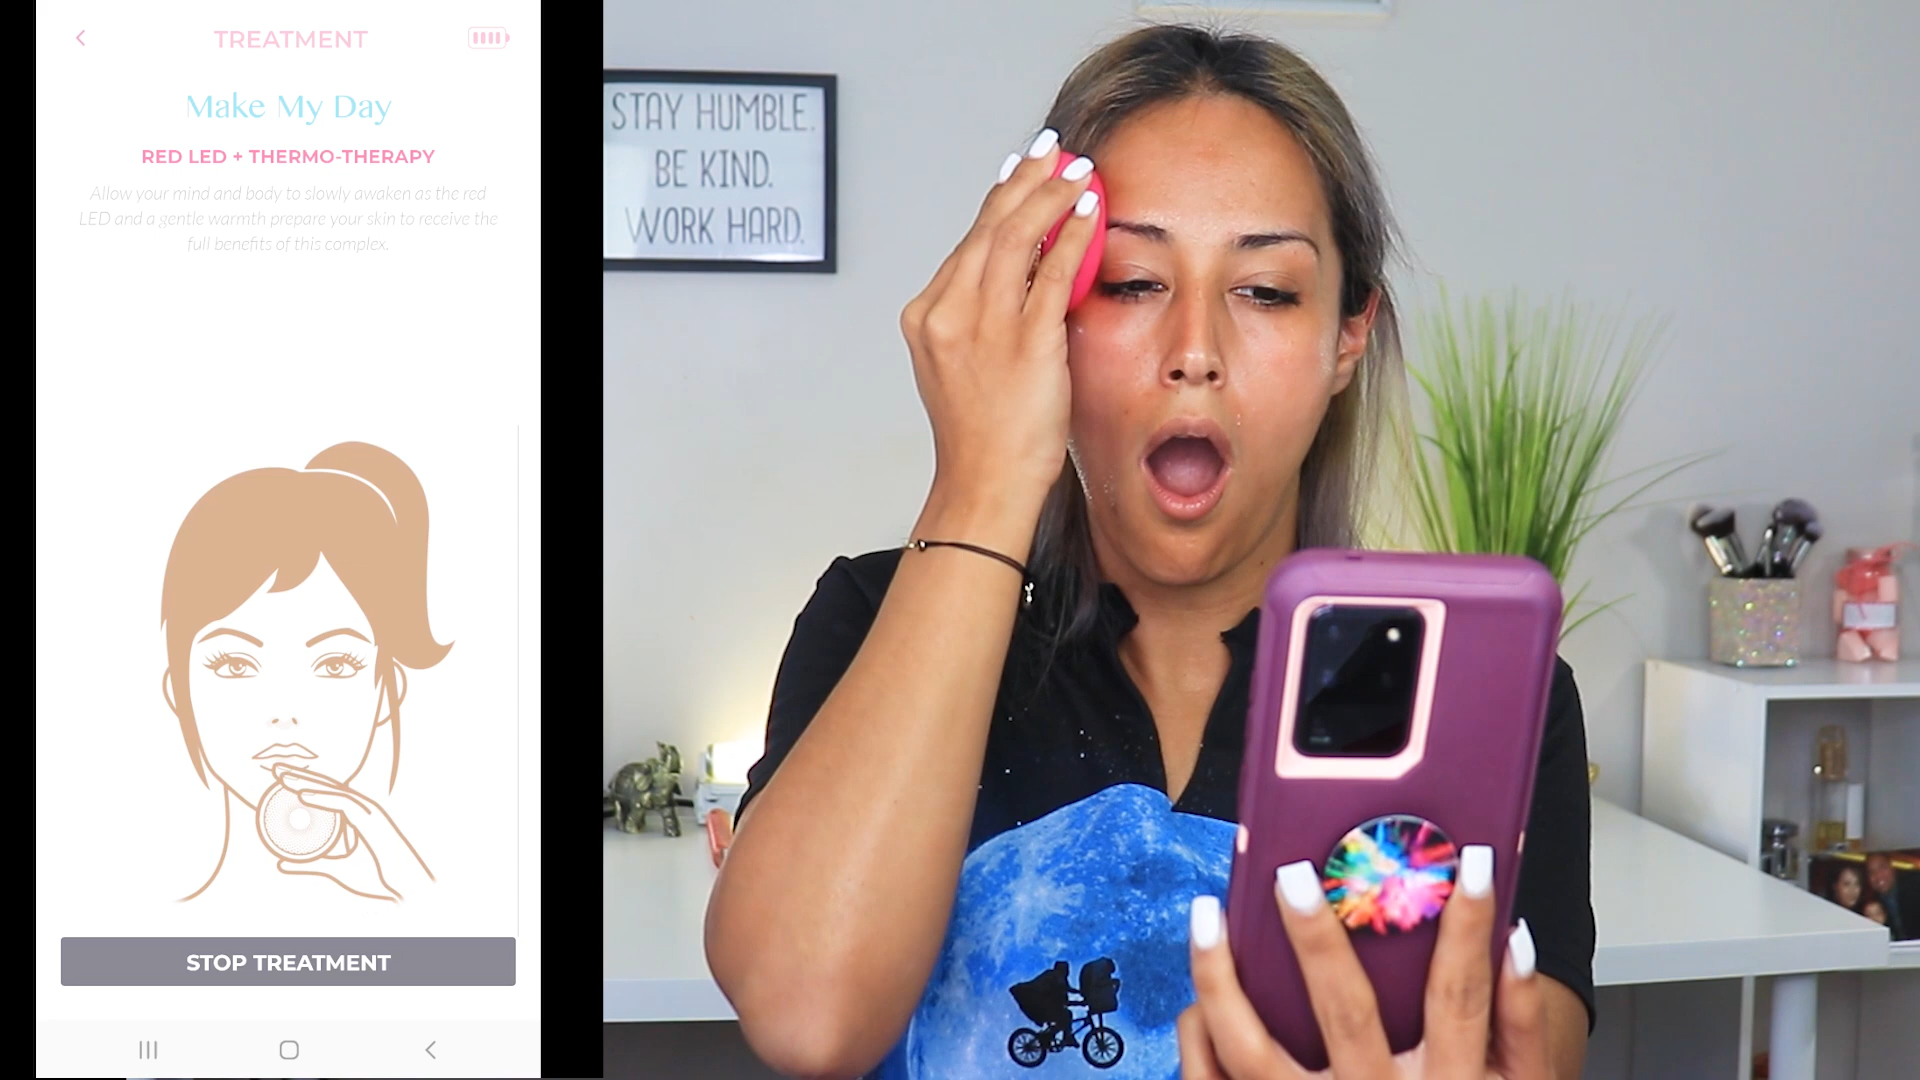 TREATMENT
Make My Day
RED LED + THERMO-THERAPY
Allow your mind and body to slowly awaken as the red
LED and a gentle warmth prepare your skin to receive the
full benefits of this complex.
STOP TREATMENT
STAY HUMBLE.
BE KIND.
WORK HARD.